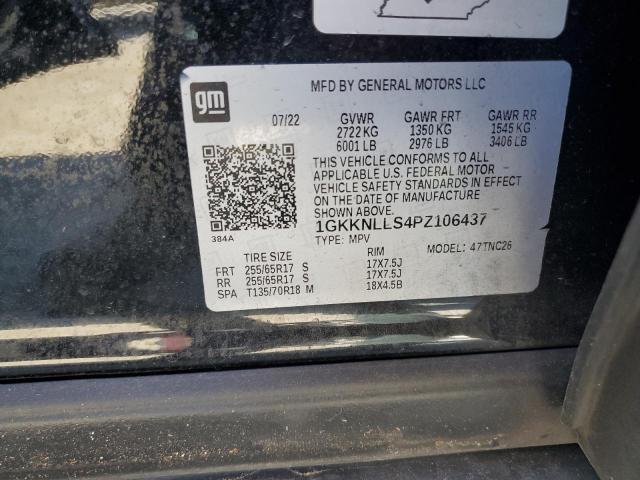 gm
MFD BY GENERAL MOTORS LLC
07/22 GVWR GAWR FRT GAWR RR
2722 KG 1350 KG 1545 KG
6001 LB 2976 LB 3406 LB
THIS VEHICLE CONFORMS TO ALL
APPLICABLE U.S. FEDERAL MOTOR
VEHICLE SAFETY STANDARDS IN EFFECT
ON THE DATE OF MANUFACTURE
SHOWN ABOVE.
1GKKNLLS4PZ106437
384A
TYPE: MPV MODEL: 47TNC26
TIRE SIZE RIM
FRT 255/65R17 S 17X7.5J
RR 255/65R17 S 17X7.5J
SPA T135/70R18 M 18X4.5B